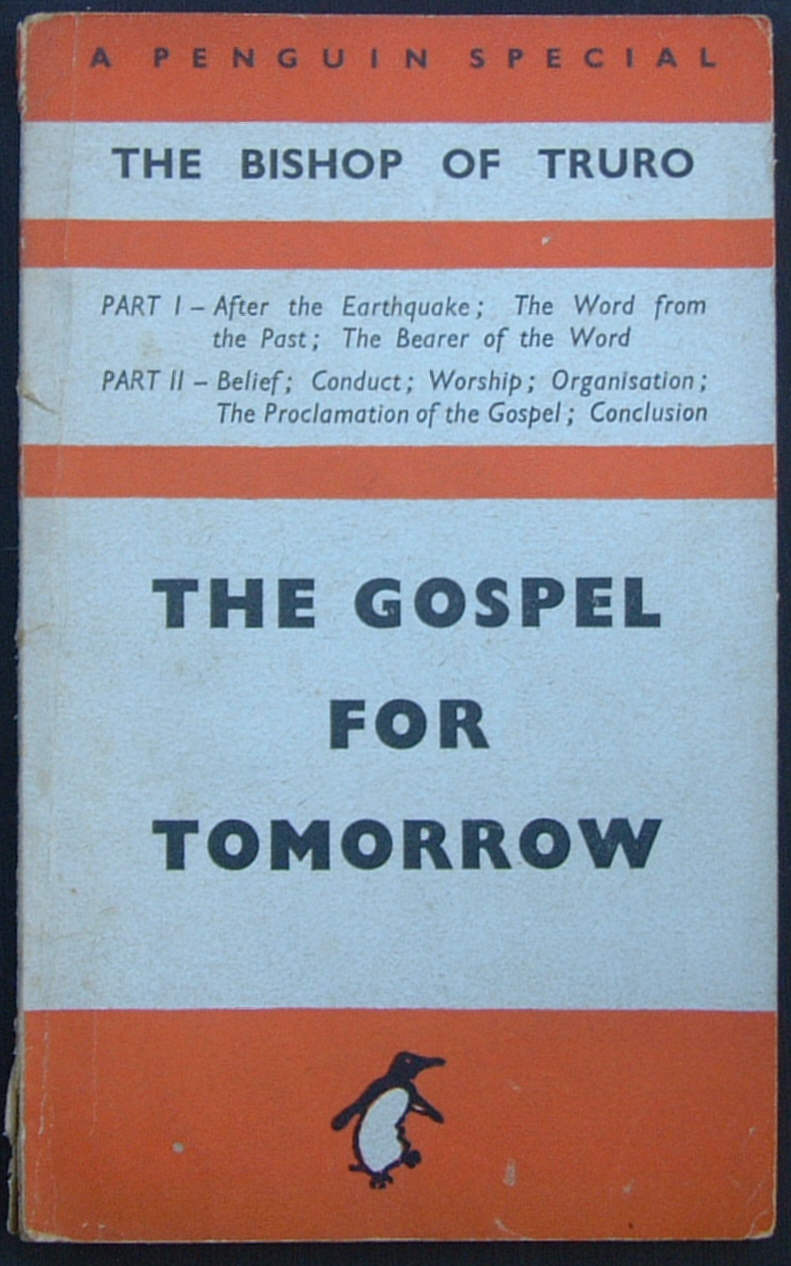 A PENGUIN SPECIAL
THE BISHOP OF TRURO
PART I – After the Earthquake; The Word from
the Past; The Bearer of the Word
PART II – Belief; Conduct; Worship; Organisation;
The Proclamation of the Gospel; Conclusion
THE GOSPEL
FOR
TOMORROW